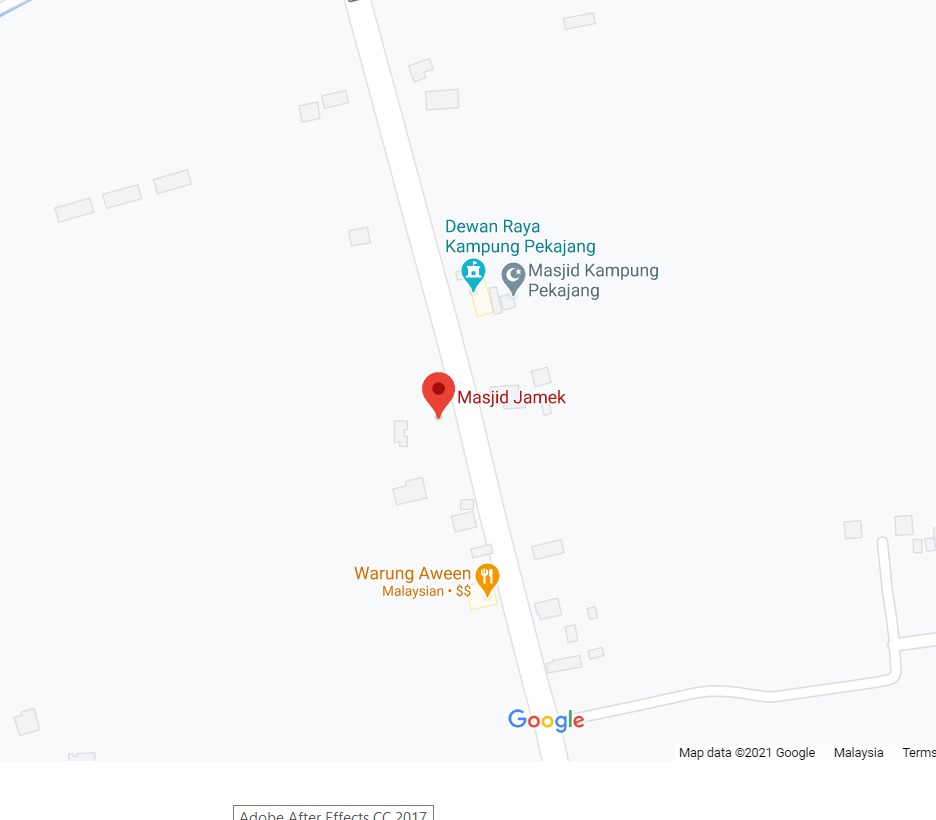 Dewan Raya
Kampung Pekajang
Masjid Kampung
Pekajang
Masjid Jamek
Warung Aween
Malaysian • $$
Google
Map data ©2021 Google Malaysia Terms
Adobe After Effects CC 2017